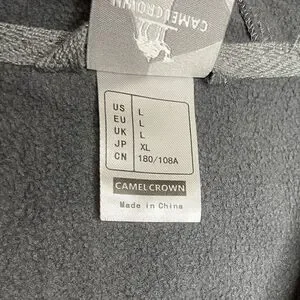 CAMELCROWN
US L
EU L
UK L
JP XL
CN 180/108A
CAMELCROWN
Made in China